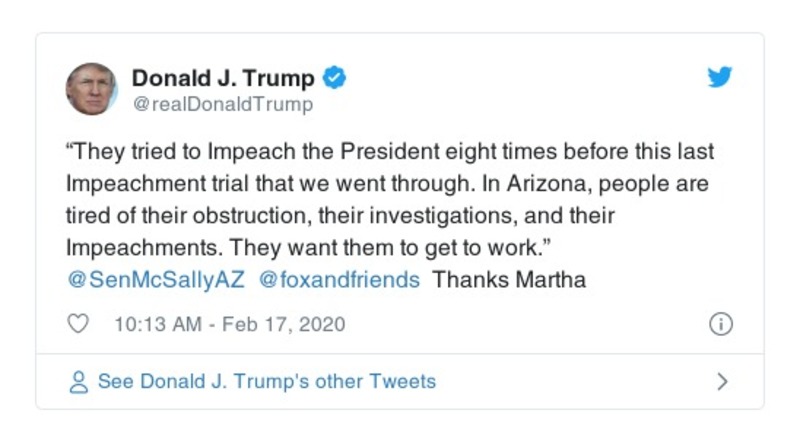 Donald J. Trump
@realDonaldTrump
“They tried to Impeach the President eight times before this last
Impeachment trial that we went through. In Arizona, people are
tired of their obstruction, their investigations, and their
Impeachments. They want them to get to work.”
@SenMcSallyAZ @foxandfriends Thanks Martha
10:13 AM - Feb 17, 2020
See Donald J. Trump's other Tweets